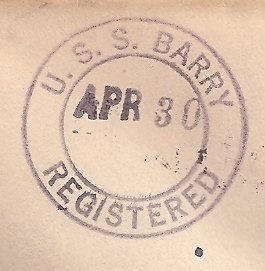 U. S. S. BARRY
APR 30
REGISTERED